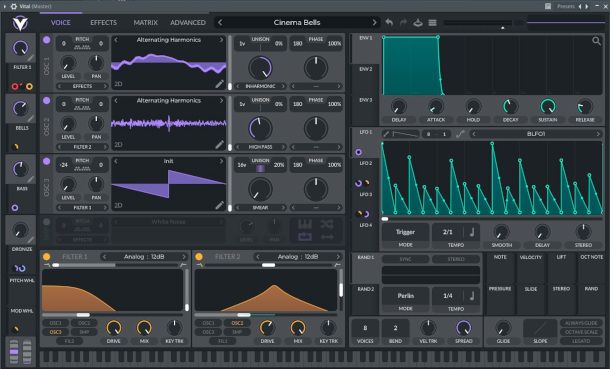 Vital (Master)
Presets
VOICE EFFECTS MATRIX ADVANCED
Cinema Bells
FILTER 1
BELLS
BASS
DRONIZE
PITCH WHL
MOD WHL
OSC 1
0 PITCH 0
LEVEL PAN
EFFECTS
Alternating Harmonics
2D
1v UNISON 0%
INHARMONIC
180 PHASE 100%
---
OSC 2
0 PITCH 0
LEVEL PAN
FILTER 2
Alternating Harmonics
2D
1v UNISON 0%
HIGH PASS
180 PHASE 100%
---
OSC 3
-24 PITCH 0
LEVEL PAN
FILTER 1
Init
2D
16v UNISON 20%
SMEAR
180 PHASE 100%
---
PITCH
LEVEL PAN
EFFECTS
White Noise
LEVEL PAN
FILTER 1
Analog : 12dB
OSC1 OSC2
OSC3 SMP
FIL2
DRIVE MIX KEY TRK
FILTER 2
Analog : 12dB
OSC1 OSC2
OSC3 SMP
FIL1
DRIVE MIX KEY TRK
ENV 1
ENV 2
ENV 3
DELAY ATTACK HOLD DECAY SUSTAIN RELEASE
LFO 1
LFO 2
LFO 3
LFO 4
8 - 1
BLFO1
Trigger
MODE
2/1
TEMPO
SMOOTH DELAY STEREO
RAND 1
RAND 2
SYNC STEREO
Perlin
MODE
1/4
TEMPO
NOTE VELOCITY LIFT OCT NOTE
PRESSURE SLIDE STEREO RAND
8
VOICES
2
BEND
VEL TRK SPREAD GLIDE SLOPE
ALWAYS GLIDE
OCTAVE SCALE
LEGATO